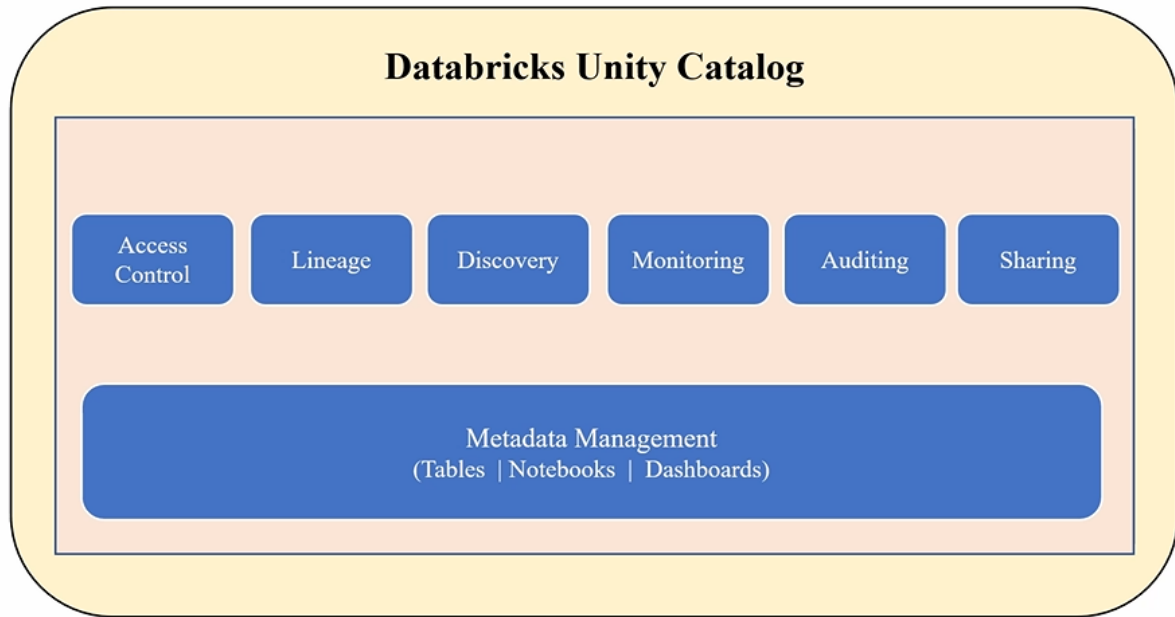 Databricks Unity Catalog
Access
Control
Lineage
Discovery
Monitoring
Auditing
Sharing
Metadata Management
(Tables | Notebooks | Dashboards)